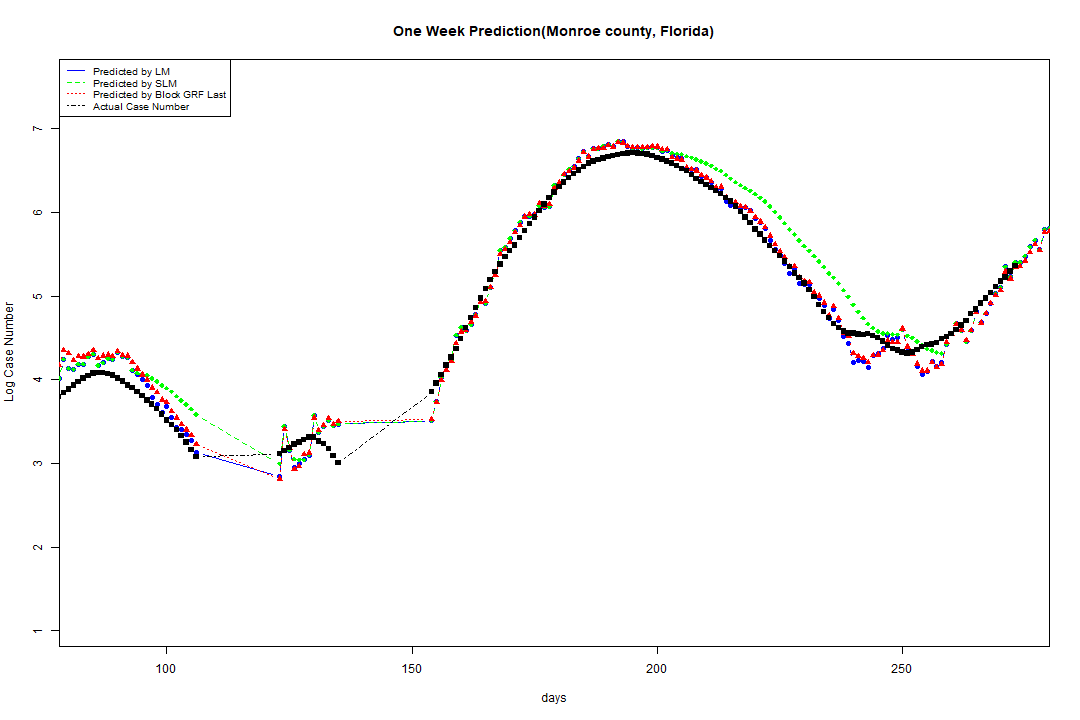 One Week Prediction(Monroe county, Florida)
Predicted by LM
Predicted by SLM
Predicted by Block GRF Last
Actual Case Number
7
6
5
4
3
2
1
Log Case Number
100 150 200 250
days